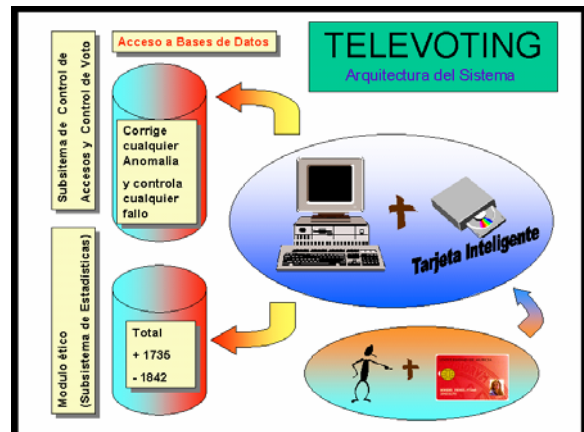 TELEVOTING
Arquitectura del Sistema
Acceso a Bases de Datos
Subsitema de Control de
Accesos y Control de Voto
Corrige
cualquier
Anomalia
y controla
cualquier
fallo
Tarjeta Inteligente
Modulo ético
(Subsistema de Estadísticas)
Total
+ 1735
- 1842